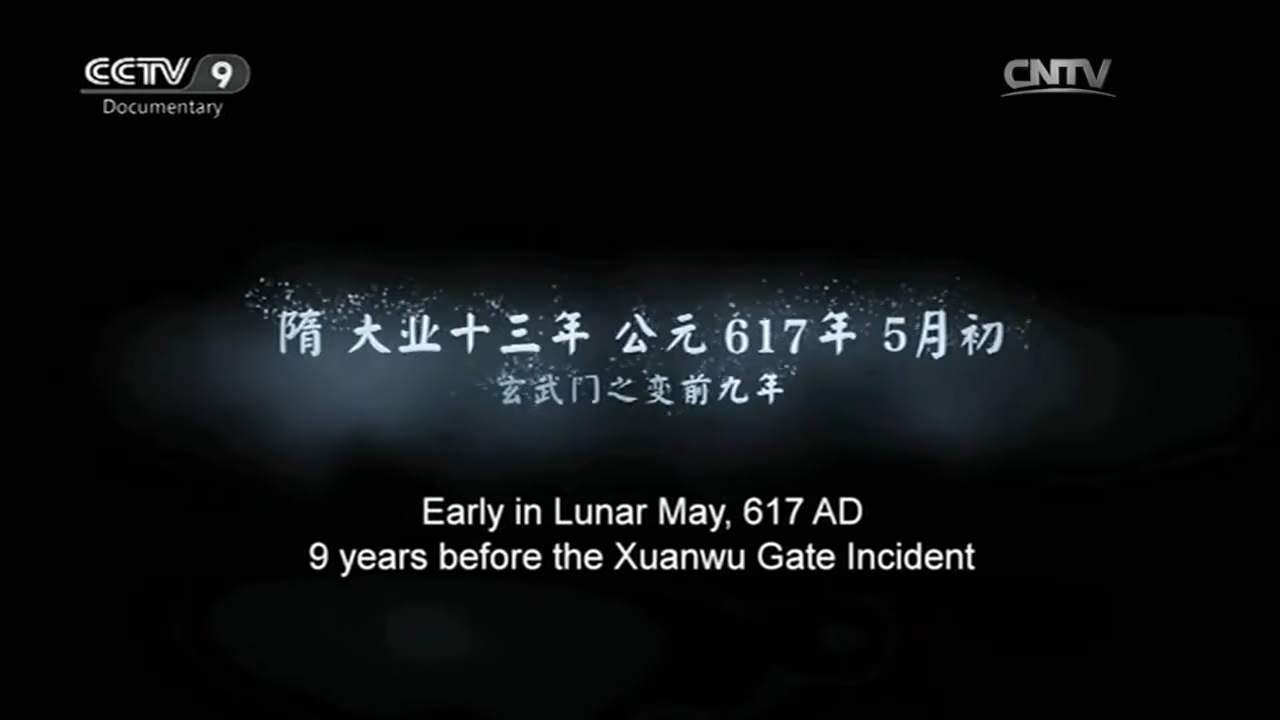 CCTV 9
Documentary
CNTV
隋 大业十三年 公元 617年 5月初
玄武门之变前九年
Early in Lunar May, 617 AD
9 years before the Xuanwu Gate Incident